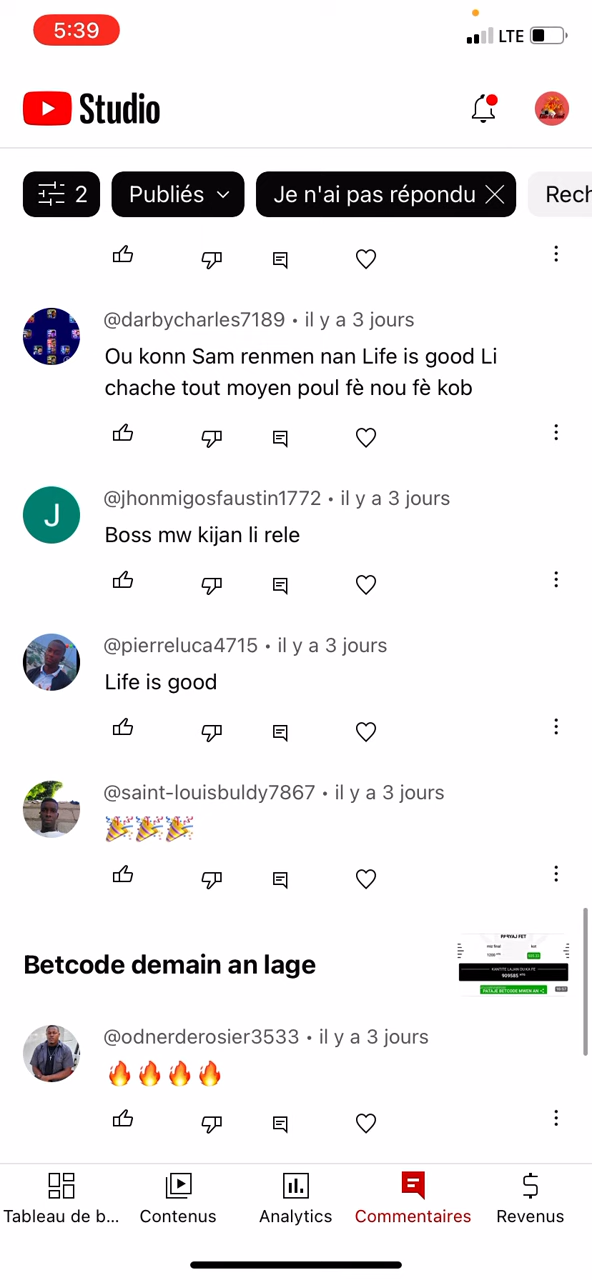 5:39
LTE
Studio
2
Publiés
Je n'ai pas répondu
Rech
@darbycharles7189 • il y a 3 jours
Ou konn Sam renmen nan Life is good Li
chache tout moyen poul fè nou fè kob
J
@jhonmigosfaustin1772 • il y a 3 jours
Boss mw kijan li rele
@pierreluca4715 • il y a 3 jours
Life is good
@saint-louisbuldy7867 • il y a 3 jours
🎉🎉🎉
Betcode demain an lage
@odnerderosier3533 • il y a 3 jours
🔥🔥🔥🔥
Tableau de b...
Contenus
Analytics
Commentaires
Revenus